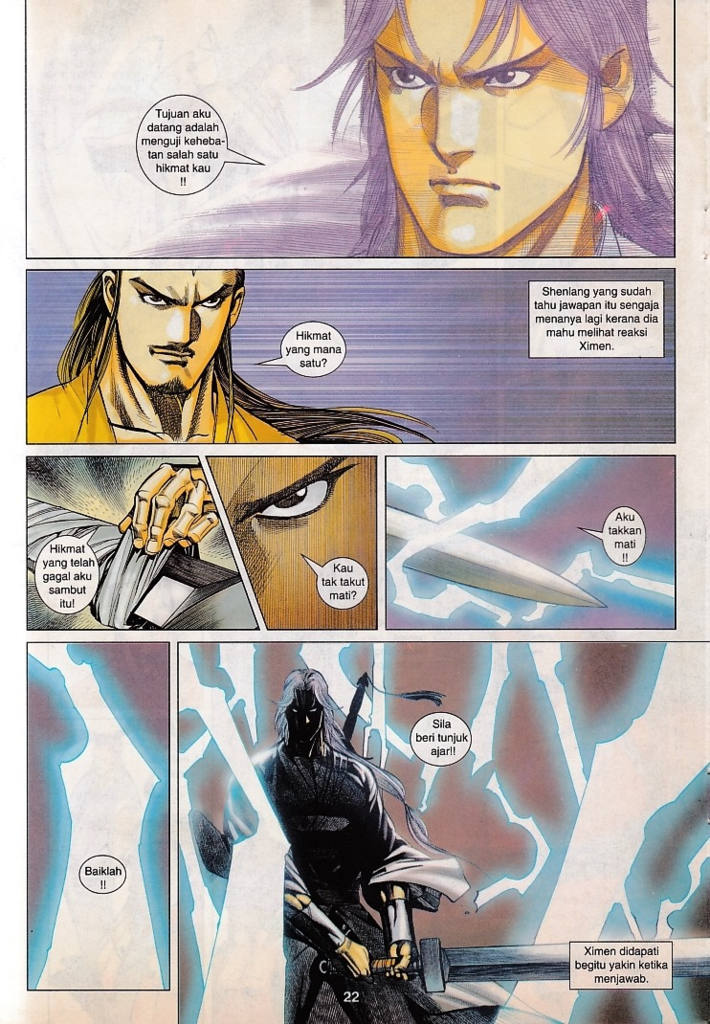 Tujuan aku
datang adalah
menguji keheba-
tan salah satu
hikmat kau
!!
Hikmat
yang mana
satu?
Shenlang yang sudah
tahu jawapan itu sengaja
menanya lagi kerana dia
mahu melihat reaksi
Ximen.
Hikmat
yang telah
gagal aku
sambut
itu!
Kau
tak takut
mati?
Aku
takkan
mati
!!
Baiklah
!!
Sila
beri tunjuk
ajar!!
Ximen didapati
begitu yakin ketika
menjawab.
22